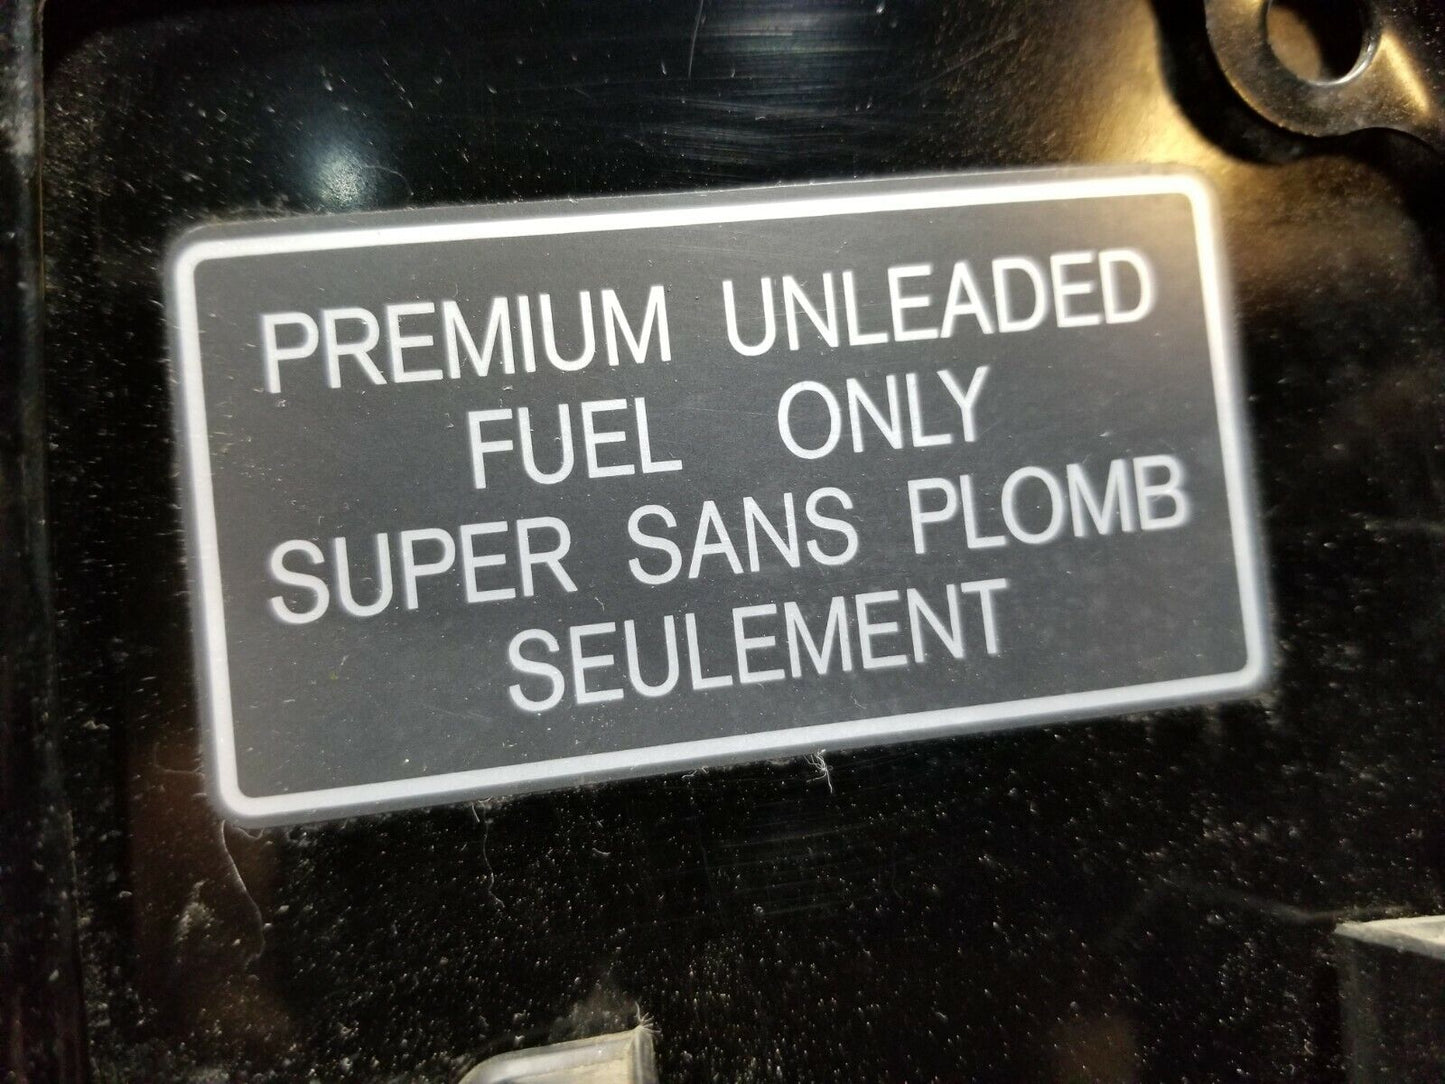 PREMIUM UNLEADED
FUEL ONLY
SUPER SANS PLOMB
SEULEMENT